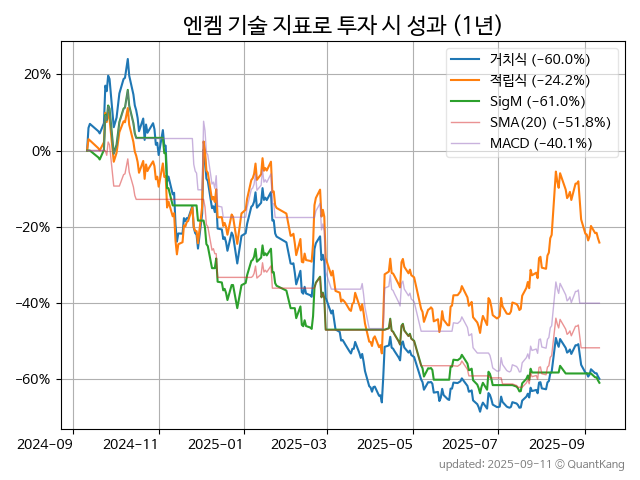 엔켐 기술 지표로 투자 시 성과 (1년)
거치식 (−60.0%)
적립식 (−24.2%)
SigM (−61.0%)
SMA(20) (−51.8%)
MACD (−40.1%)
20%
0%
−20%
−40%
−60%
2024-09 2024-11 2025-01 2025-03 2025-05 2025-07 2025-09
updated: 2025-09-11 © QuantKang